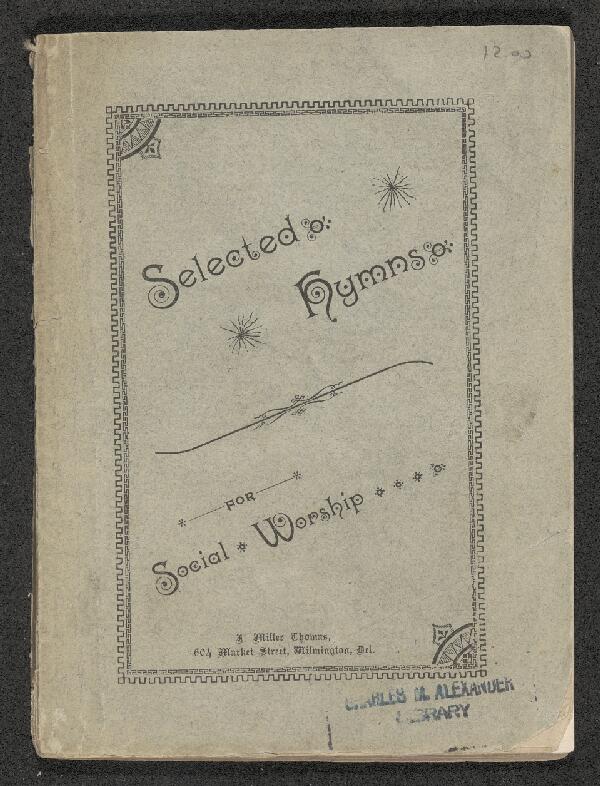 12.00
Selected
Hymns
FOR
Social Worship
J. Miller Thomas,
604 Market Street, Wilmington, Del.
CHARLES M. ALEXANDER
LIBRARY